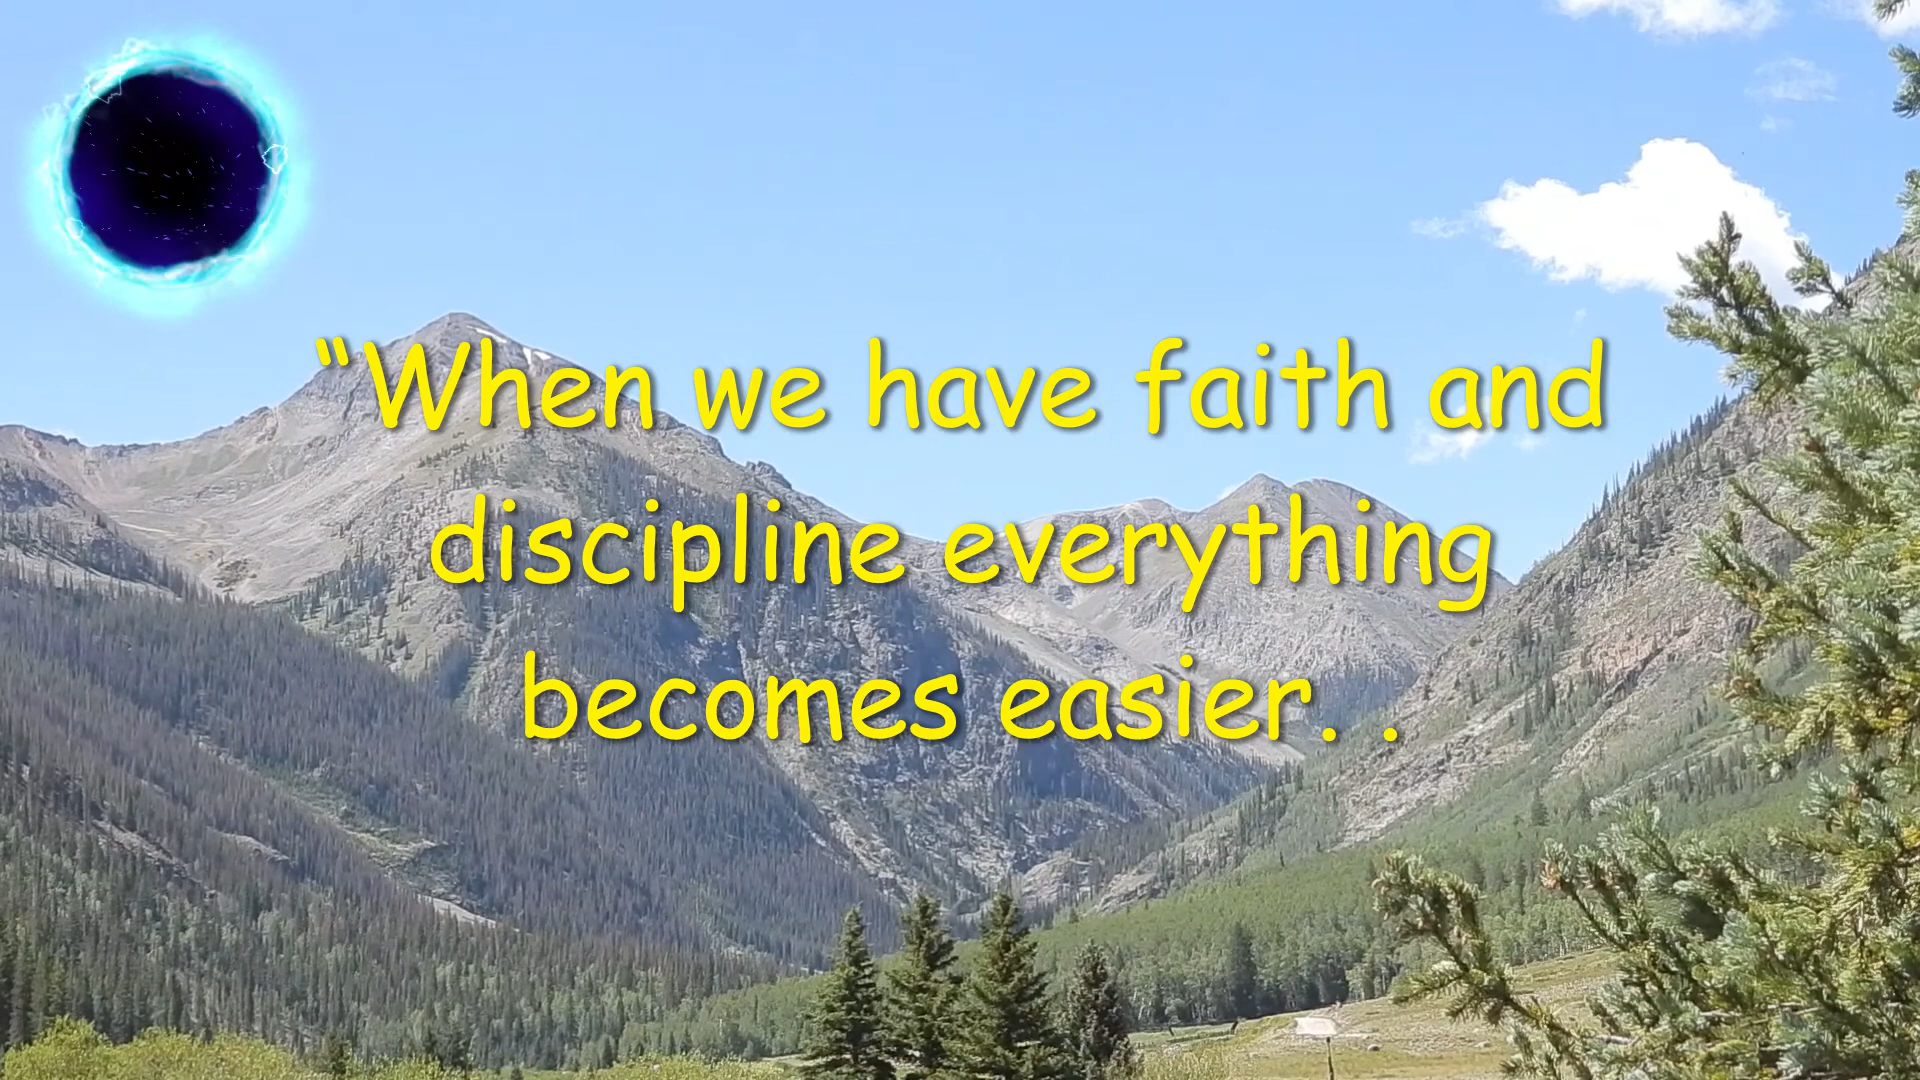 “When we have faith and
discipline everything
becomes easier. .